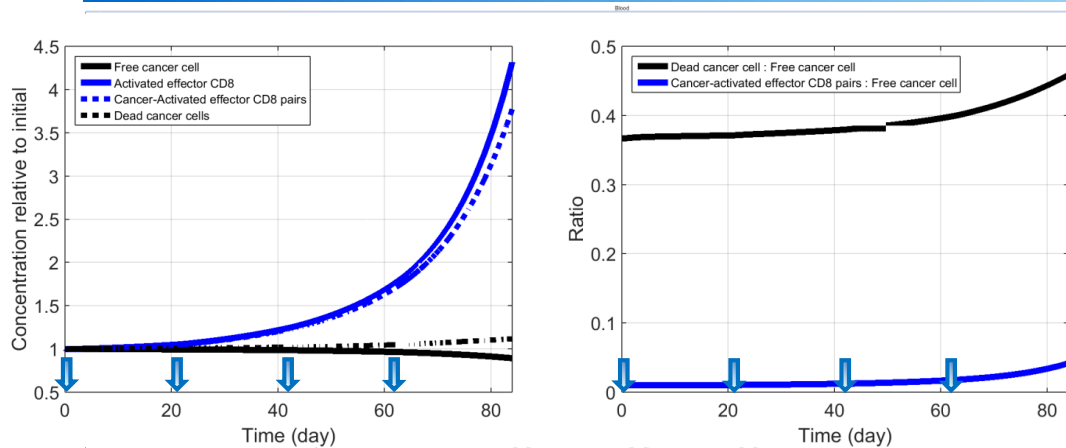 Blood
4.5
4
3.5
3
2.5
2
1.5
1
0.5
Concentration relative to initial
Free cancer cell
Activated effector CD8
Cancer-Activated effector CD8 pairs
Dead cancer cells
0
20
40
60
80
Time (day)
0.5
0.4
0.3
0.2
0.1
0
Ratio
Dead cancer cell : Free cancer cell
Cancer-activated effector CD8 pairs : Free cancer cell
0
20
40
60
80
Time (day)